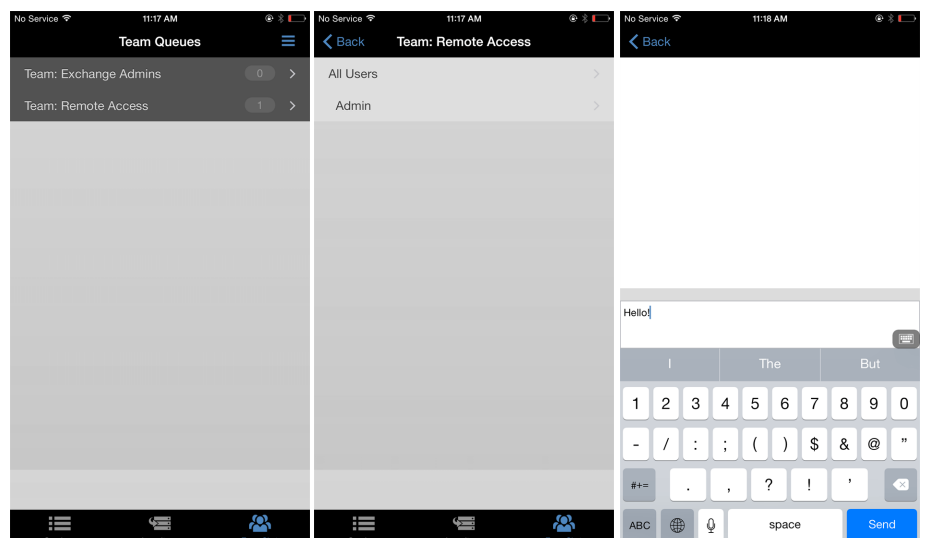 No Service 11:17 AM
Team Queues
Team: Exchange Admins 0
Team: Remote Access 1
No Service 11:17 AM
Back Team: Remote Access
All Users
Admin
No Service 11:18 AM
Back
Hello!
I The But
1 2 3 4 5 6 7 8 9 0
- / : ; ( ) $ & @ ”
#+= . , ? ! ’
ABC space Send